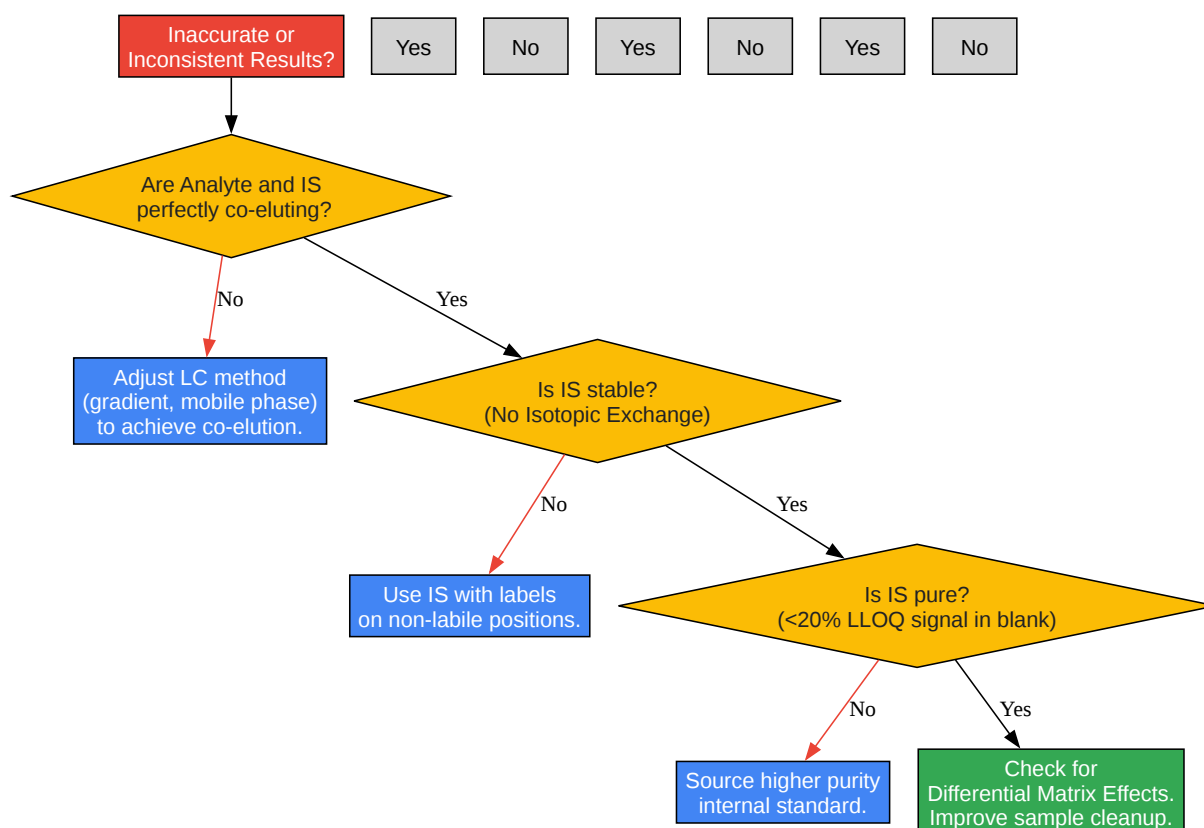 Inaccurate or
Inconsistent Results?
Yes
No
Yes
No
Yes
No
Are Analyte and IS
perfectly co-eluting?
No
Yes
Adjust LC method
(gradient, mobile phase)
to achieve co-elution.
Is IS stable?
(No Isotopic Exchange)
No
Yes
Use IS with labels
on non-labile positions.
Is IS pure?
(<20% LLOQ signal in blank)
No
Yes
Source higher purity
internal standard.
Check for
Differential Matrix Effects.
Improve sample cleanup.